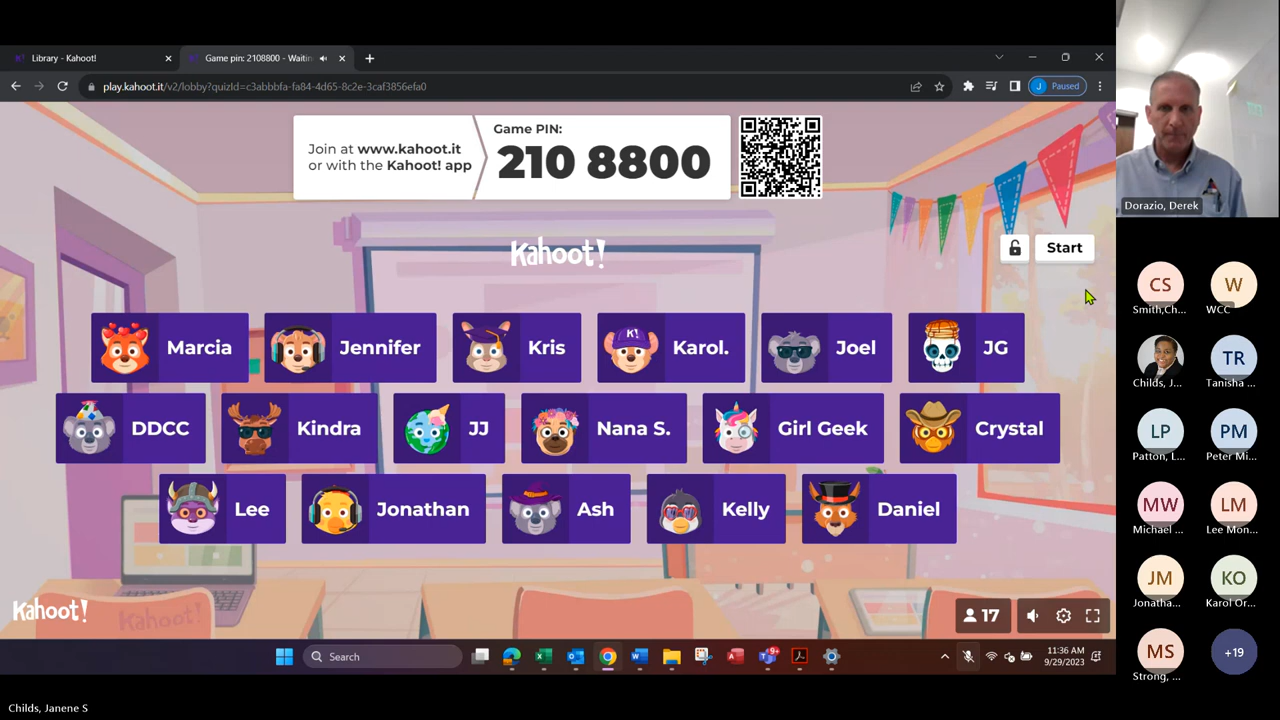 Library - Kahoot!
Game pin: 2108800 - Waitin
Paused
play.kahoot.it/v2/lobby?quizId=c3abbbfa-fa84-4d65-8c2e-3caf3856efa0
J
Join at www.kahoot.it
or with the Kahoot! app
Game PIN:
210 8800
Dorazio, Derek
Kahoot!
Start
CS
Smith,Ch...
W
WCC
K!
Marcia
Jennifer
Kris
Karol.
Joel
JG
Childs, J...
TR
Tanisha ...
DDCC
Kindra
JJ
Nana S.
Girl Geek
Crystal
LP
Patton, L...
PM
Peter Mi...
Lee
Jonathan
Ash
Kelly
Daniel
MW
Michael ...
LM
Lee Mon...
JM
Jonatha...
KO
Karol Or...
Kahoot!
Kahoot!
17
MS
Strong, ...
+19
Search
9+
11:36 AM
9/29/2023
Childs, Janene S